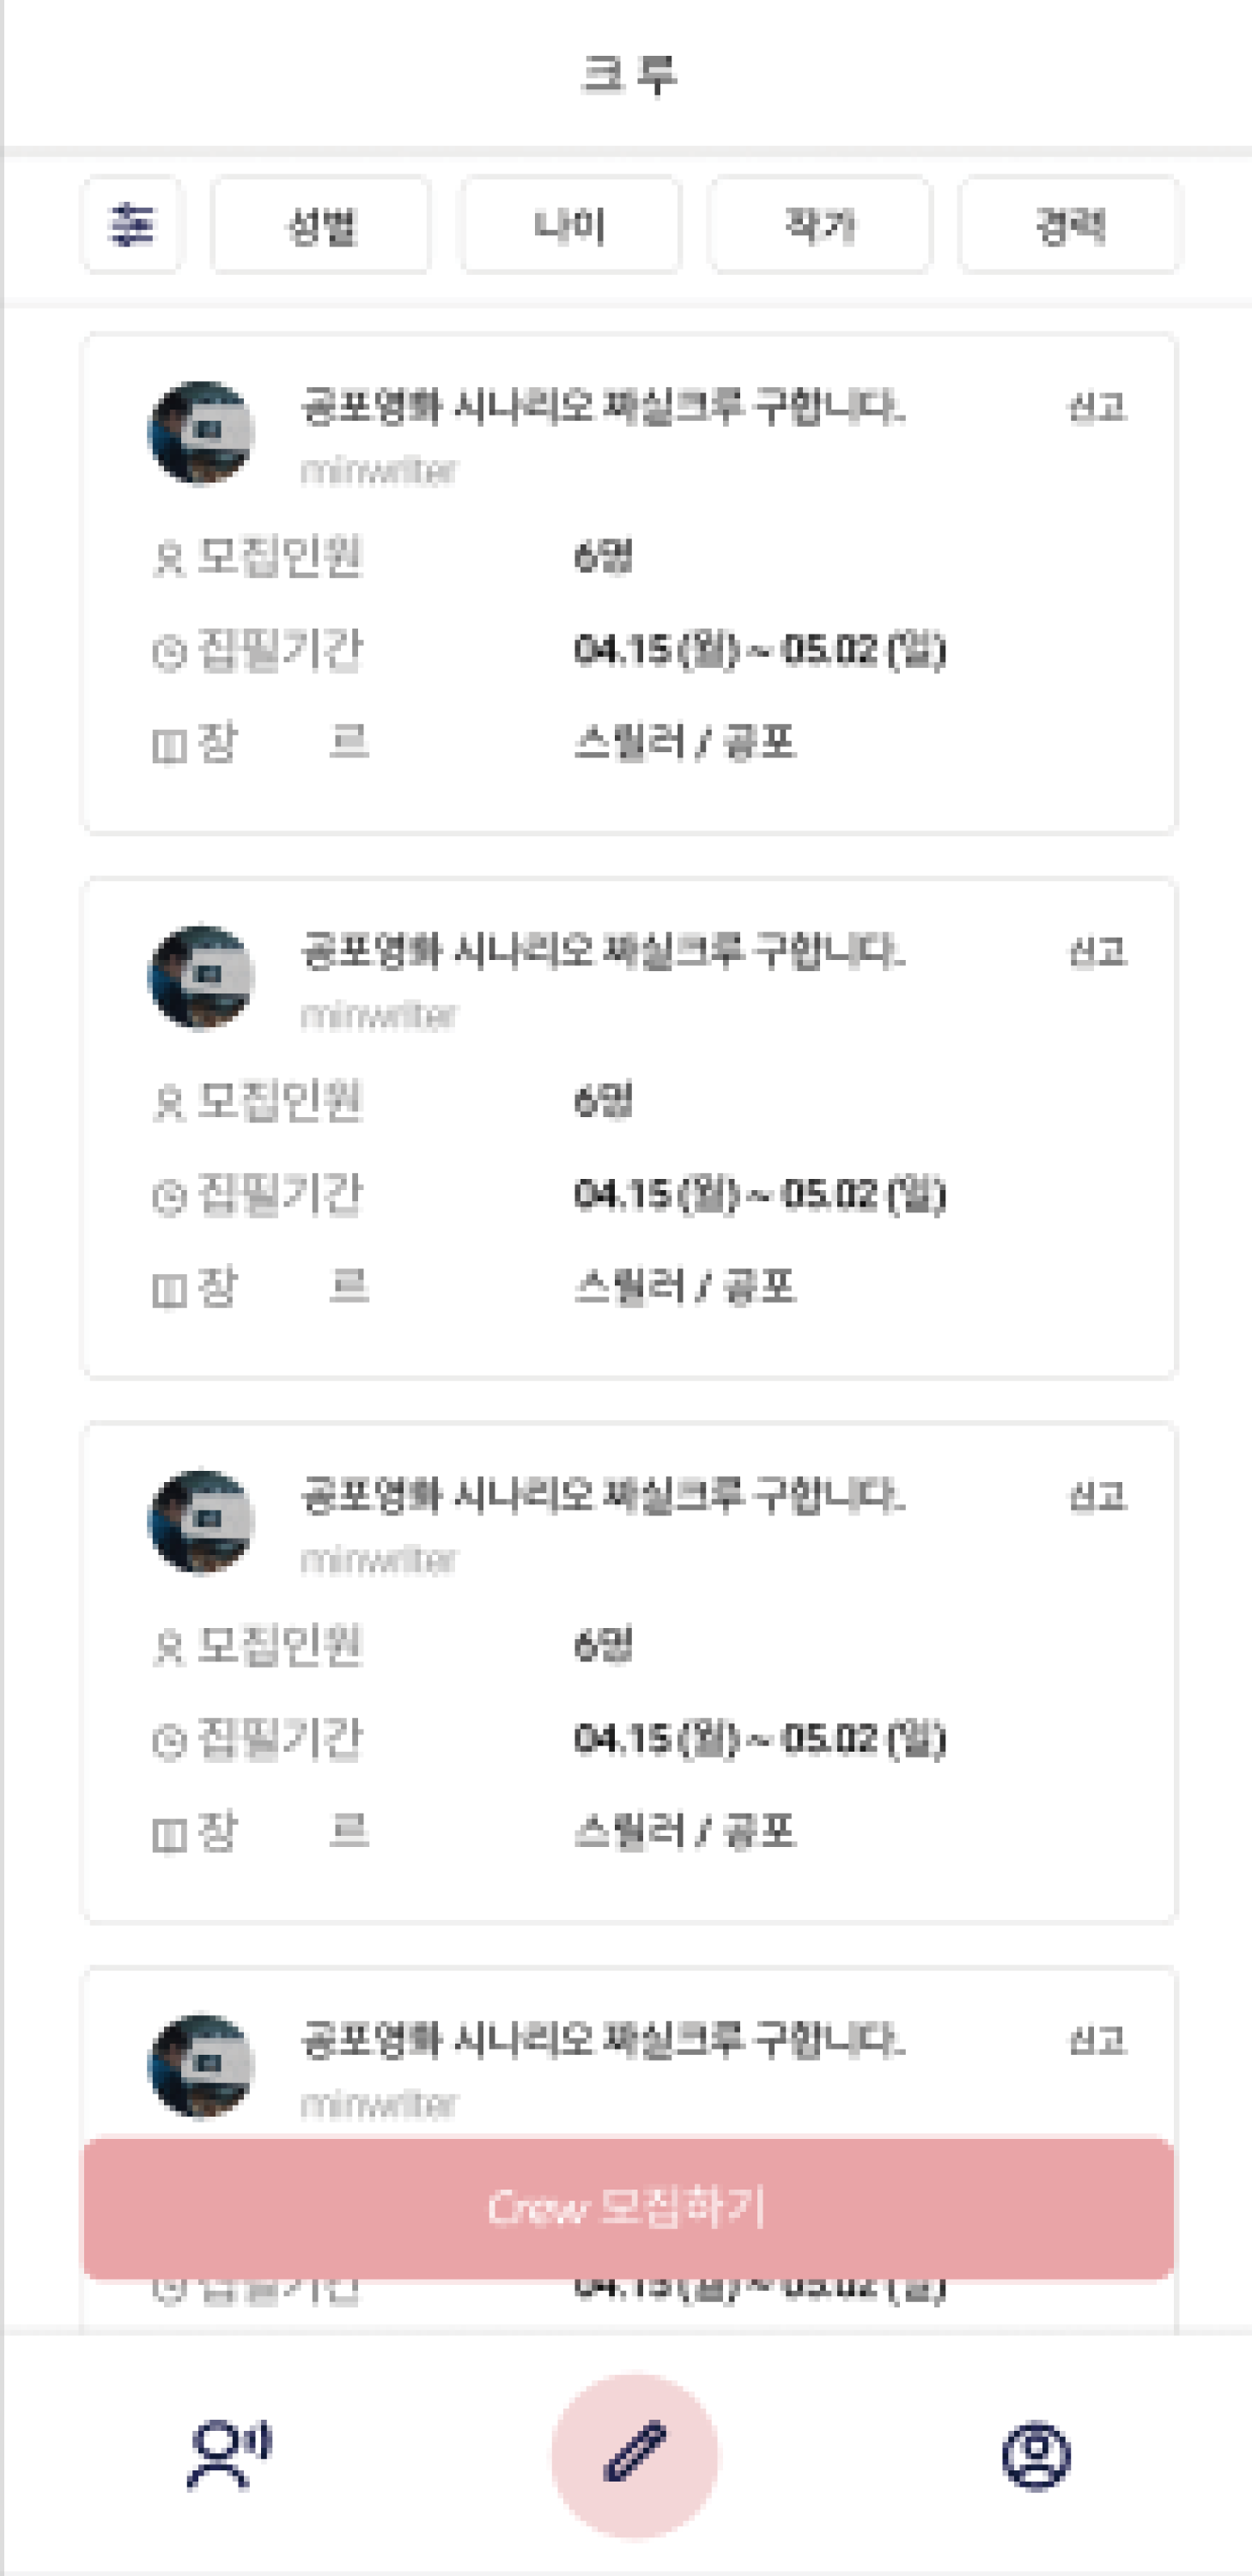 크루
성별 나이 작가 경력
공포영화 시나리오 짜실크루 구합니다. 신고
minwriter
모집인원 6명
집필기간 04.15 (월) ~ 05.02 (일)
장 르 스릴러 / 공포
공포영화 시나리오 짜실크루 구합니다. 신고
minwriter
모집인원 6명
집필기간 04.15 (월) ~ 05.02 (일)
장 르 스릴러 / 공포
공포영화 시나리오 짜실크루 구합니다. 신고
minwriter
모집인원 6명
집필기간 04.15 (월) ~ 05.02 (일)
장 르 스릴러 / 공포
공포영화 시나리오 짜실크루 구합니다. 신고
minwriter
Crew 모집하기
집필기간 04.15 (월) ~ 05.02 (일)